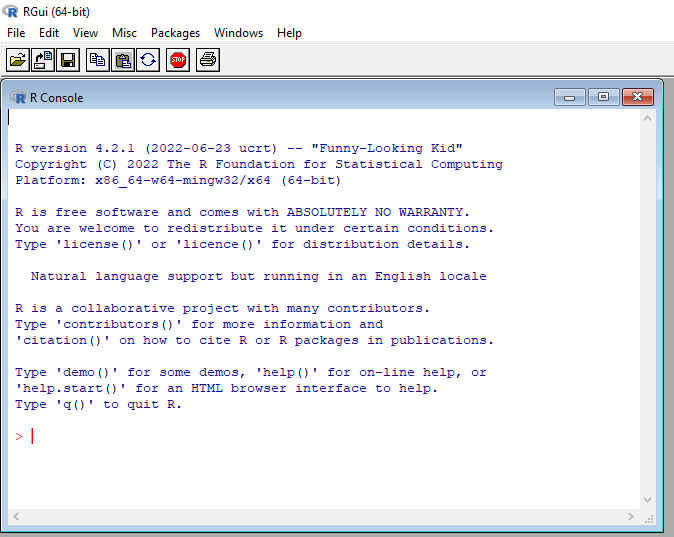 RGui (64-bit)
File Edit View Misc Packages Windows Help
STOP
R Console
R version 4.2.1 (2022-06-23 ucrt) -- "Funny-Looking Kid"
Copyright (C) 2022 The R Foundation for Statistical Computing
Platform: x86_64-w64-mingw32/x64 (64-bit)
R is free software and comes with ABSOLUTELY NO WARRANTY.
You are welcome to redistribute it under certain conditions.
Type 'license()' or 'licence()' for distribution details.
Natural language support but running in an English locale
R is a collaborative project with many contributors.
Type 'contributors()' for more information and
'citation()' on how to cite R or R packages in publications.
Type 'demo()' for some demos, 'help()' for on-line help, or
'help.start()' for an HTML browser interface to help.
Type 'q()' to quit R.
>